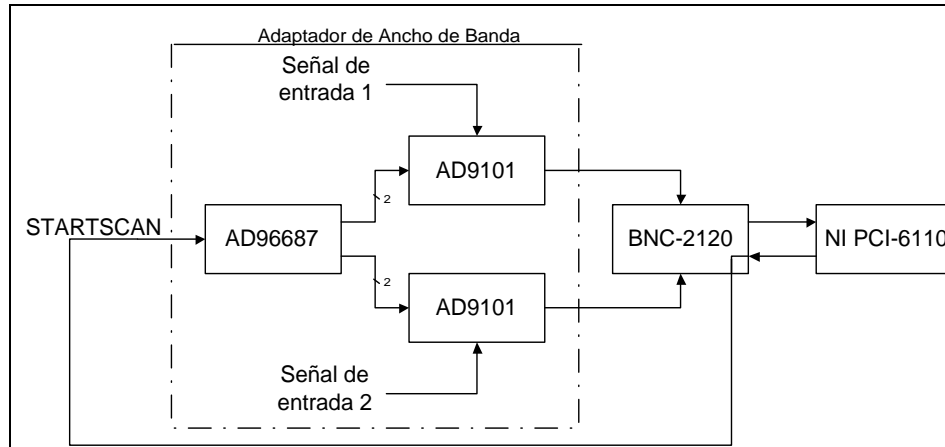 Adaptador de Ancho de Banda
Señal de
entrada 1
AD9101
2
STARTSCAN
AD96687
BNC-2120
NI PCI-6110
2
AD9101
Señal de
entrada 2